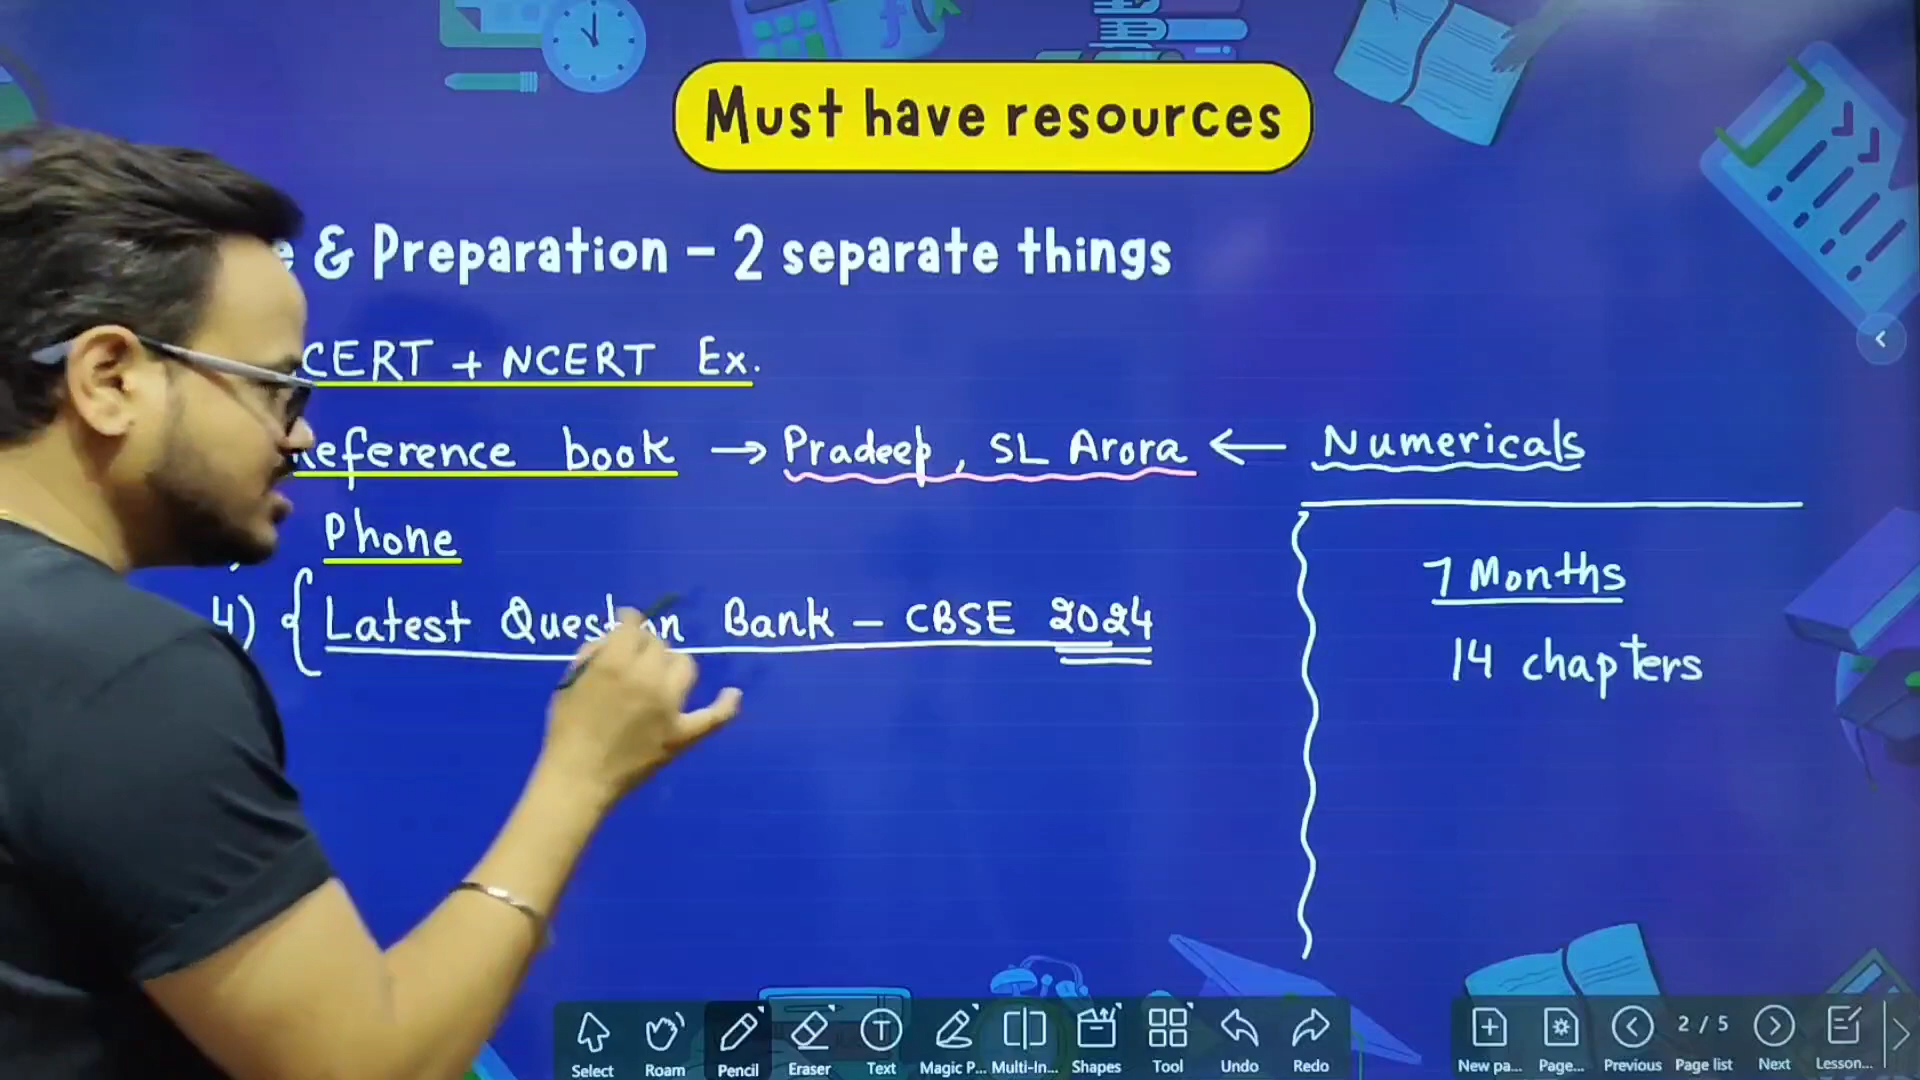 Must have resources
& Preparation – 2 separate things
CERT + NCERT Ex.
Reference book → Pradeep, SL Arora ← Numericals
Phone
4) { Latest Question Bank – CBSE 2024
7 Months
14 chapters
Select Roam Pencil Eraser Text Magic P... Multi-In... Shapes Tool Undo Redo
New pa... Page... Previous 2 / 5 Page list Next Lesson...